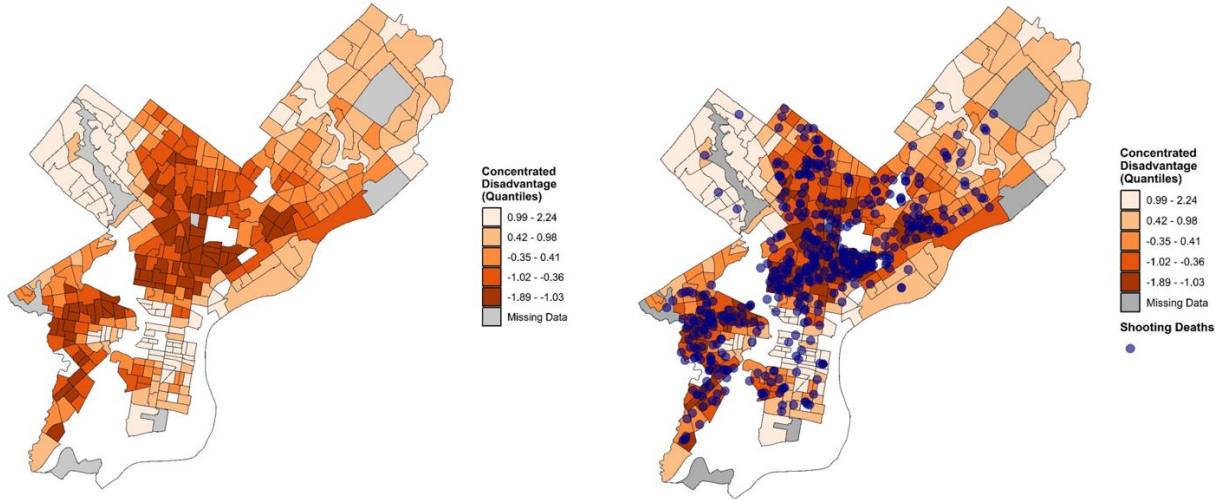 Concentrated
Disadvantage
(Quantiles)
0.99 - 2.24
0.42 - 0.98
-0.35 - 0.41
-1.02 - -0.36
-1.89 - -1.03
Missing Data
Concentrated
Disadvantage
(Quantiles)
0.99 - 2.24
0.42 - 0.98
-0.35 - 0.41
-1.02 - -0.36
-1.89 - -1.03
Missing Data
Shooting Deaths